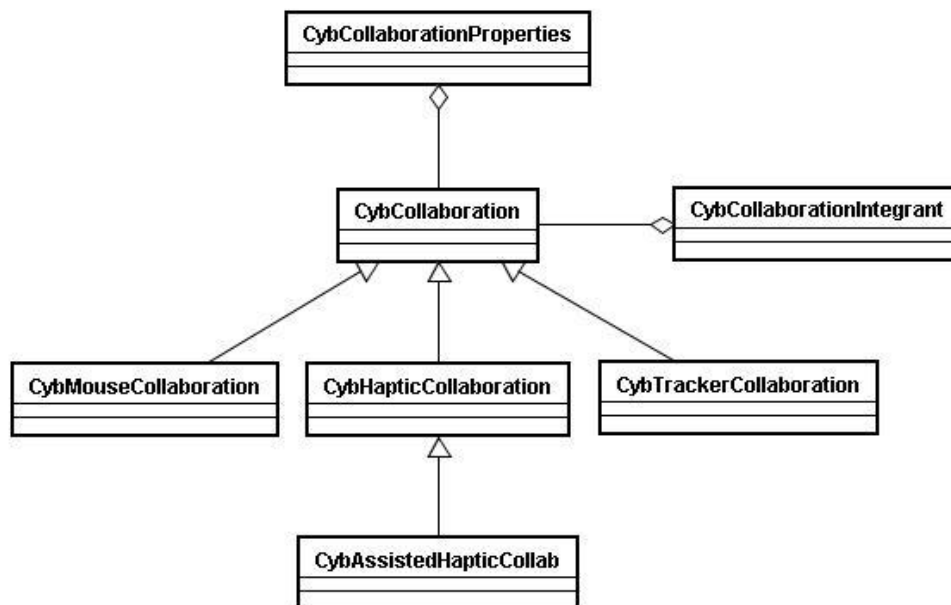 CybCollaborationProperties
CybCollaboration
CybCollaborationIntegrant
CybMouseCollaboration
CybHapticCollaboration
CybTrackerCollaboration
CybAssistedHapticCollab